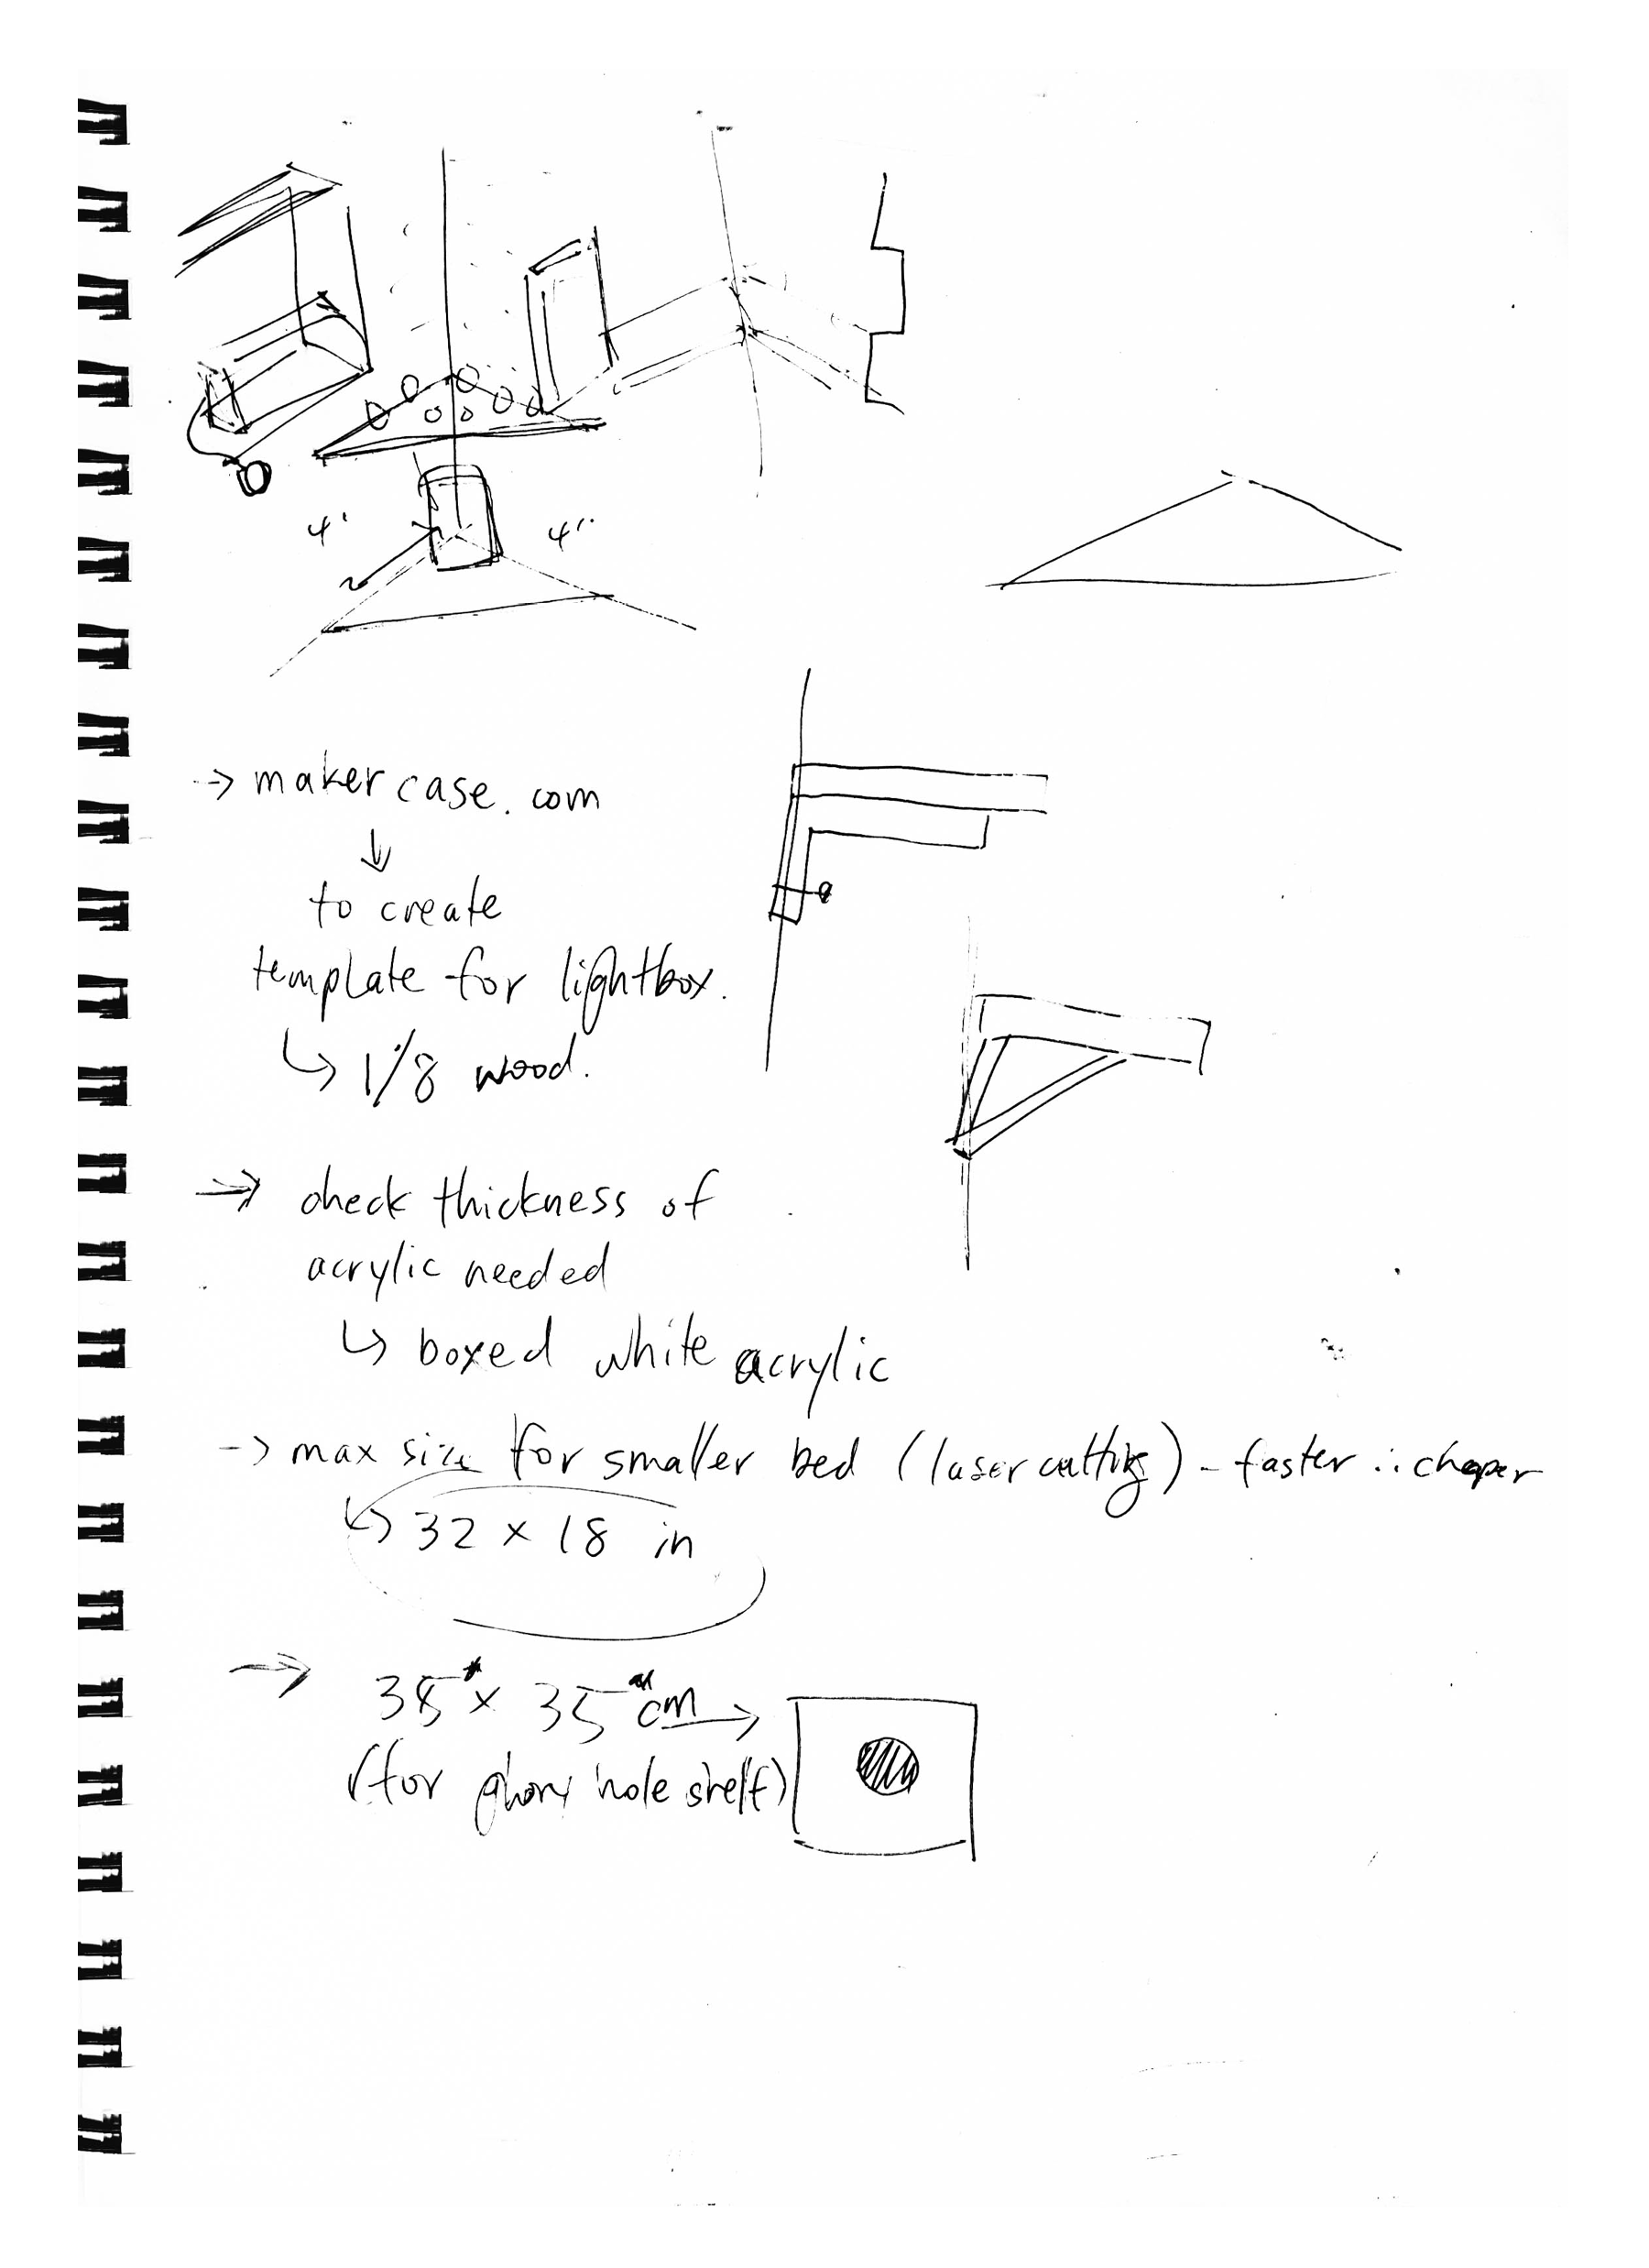 4' 4'
→ makercase.com
↓
to create
template for lightbox.
↳ 1/8 wood.
→ check thickness of
acrylic needed
↳ boxed white acrylic
→ max size for smaller bed (laser cutting) - faster ∴ cheaper
↳ 32 x 18 in
→ 35 x 35 cm →
(for glory hole shelf)